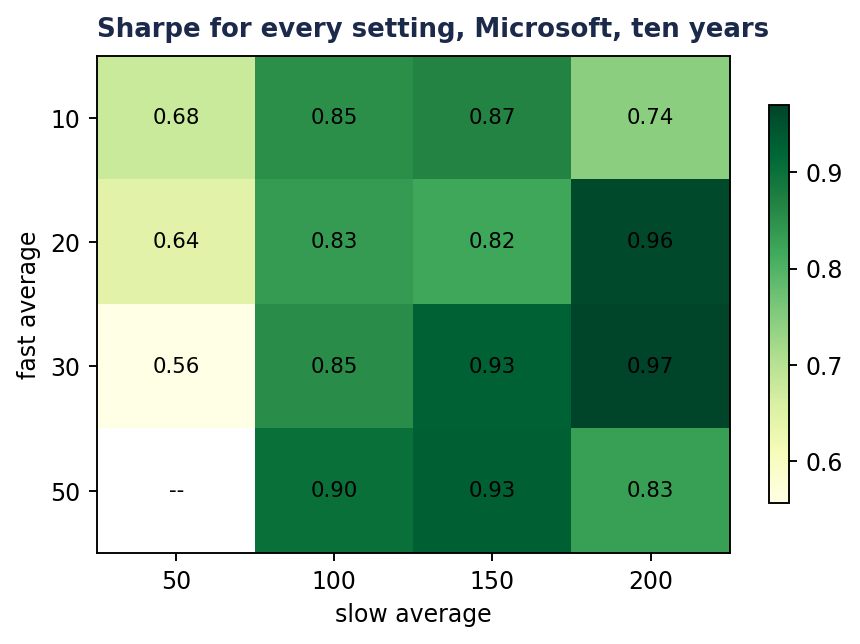 Sharpe for every setting, Microsoft, ten years
fast average
10 0.68 0.85 0.87 0.74
20 0.64 0.83 0.82 0.96
30 0.56 0.85 0.93 0.97
50 -- 0.90 0.93 0.83
50 100 150 200
slow average
0.9
0.8
0.7
0.6